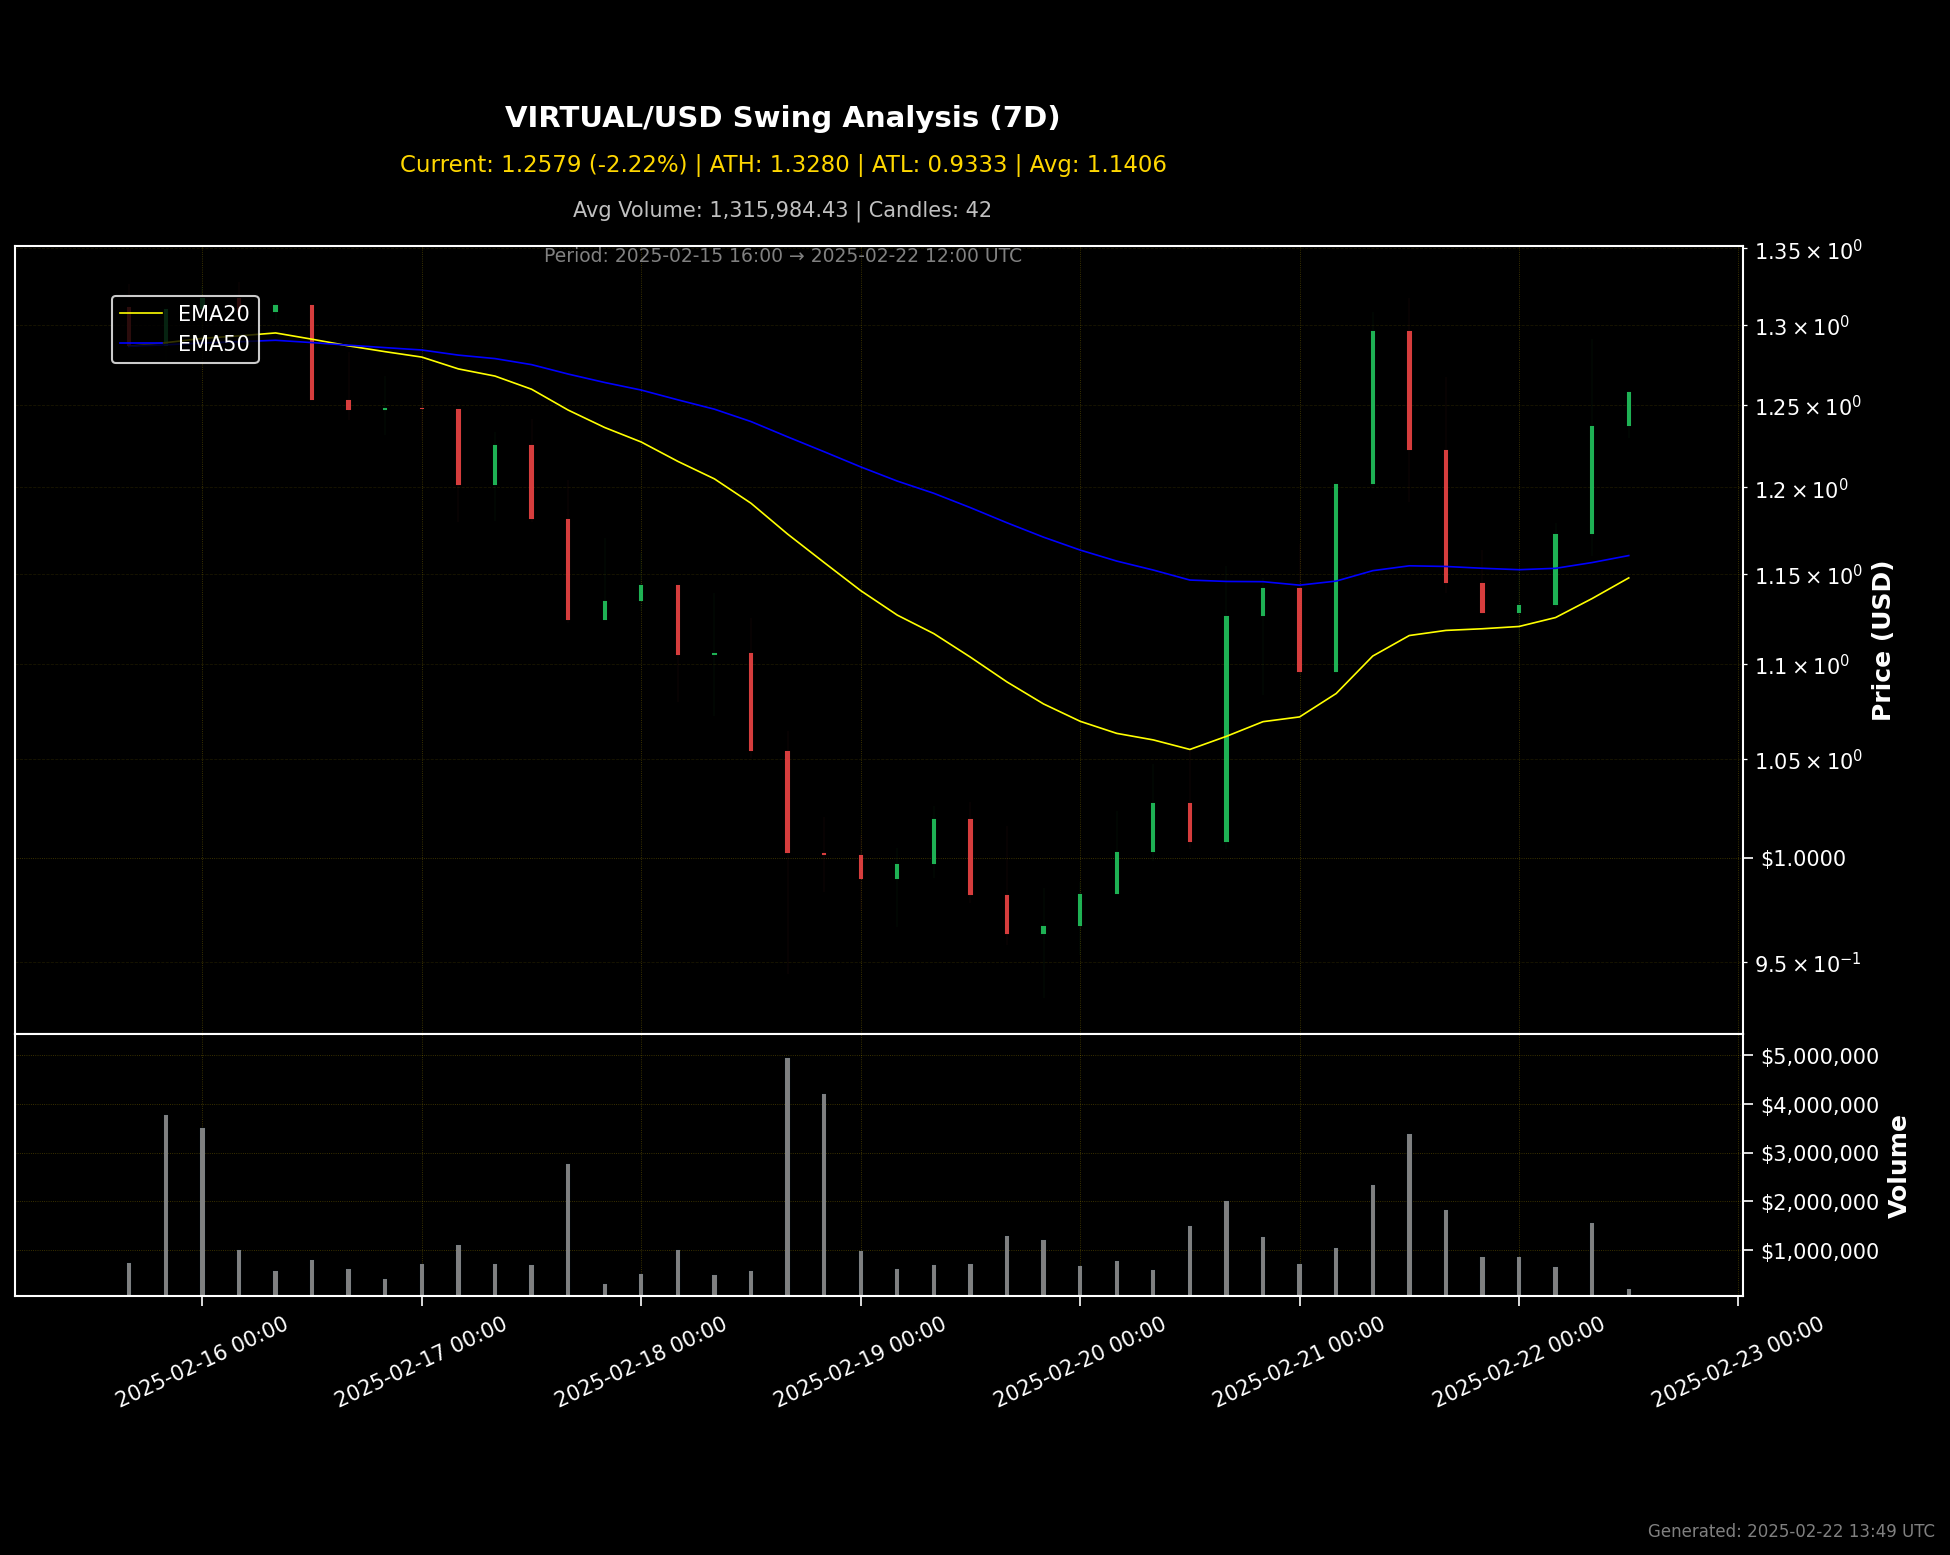 VIRTUAL/USD Swing Analysis (7D)
Current: 1.2579 (-2.22%) | ATH: 1.3280 | ATL: 0.9333 | Avg: 1.1406
Avg Volume: 1,315,984.43 | Candles: 42
Period: 2025-02-15 16:00 → 2025-02-22 12:00 UTC
EMA20
EMA50
1.35 × 10⁰
1.3 × 10⁰
1.25 × 10⁰
1.2 × 10⁰
1.15 × 10⁰
1.1 × 10⁰
1.05 × 10⁰
$1.0000
9.5 × 10⁻¹
Price (USD)
$5,000,000
$4,000,000
$3,000,000
$2,000,000
$1,000,000
Volume
2025-02-16 00:00
2025-02-17 00:00
2025-02-18 00:00
2025-02-19 00:00
2025-02-20 00:00
2025-02-21 00:00
2025-02-22 00:00
2025-02-23 00:00
Generated: 2025-02-22 13:49 UTC